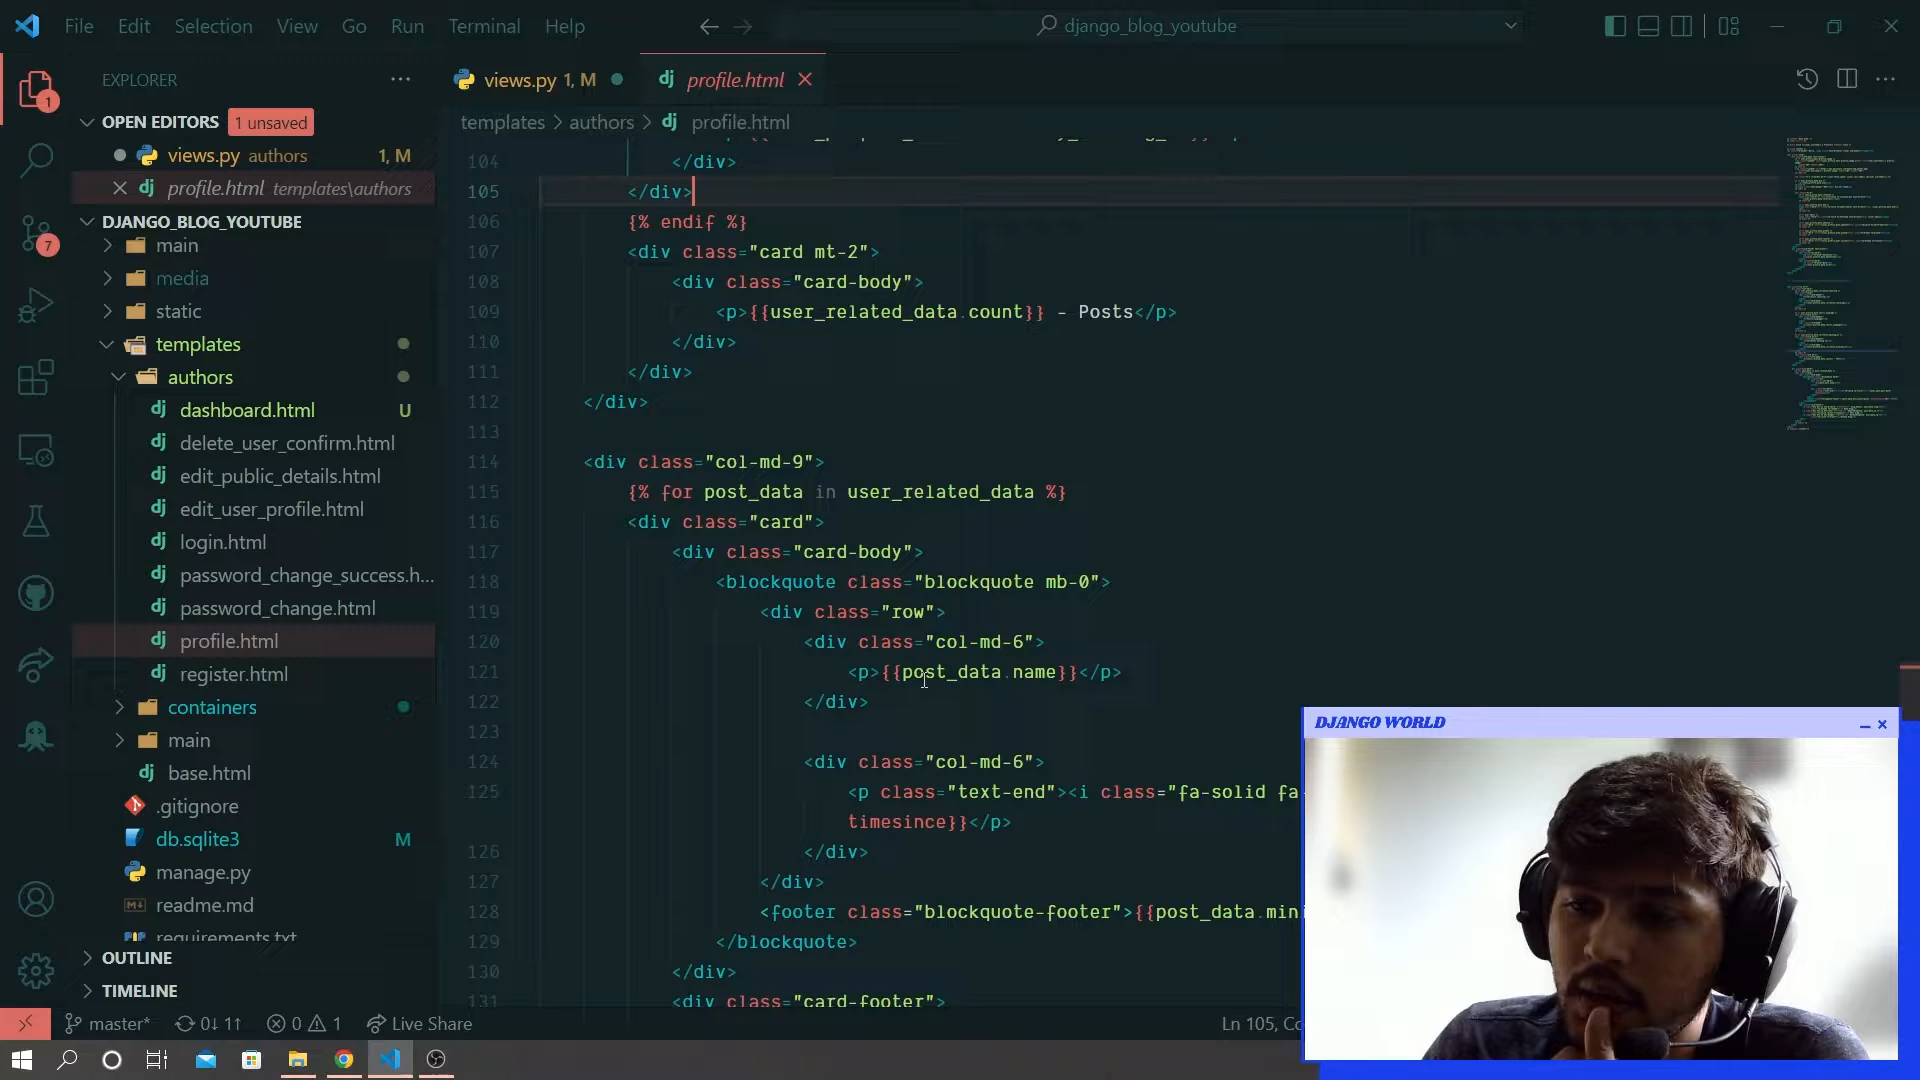 File Edit Selection View Go Run Terminal Help
django_blog_youtube
EXPLORER
views.py 1, M
profile.html
OPEN EDITORS 1 unsaved
views.py authors 1, M
profile.html templates\authors
DJANGO_BLOG_YOUTUBE
main
media
static
templates
authors
dashboard.html U
delete_user_confirm.html
edit_public_details.html
edit_user_profile.html
login.html
password_change_success.h...
password_change.html
profile.html
register.html
containers
main
base.html
.gitignore
db.sqlite3 M
manage.py
readme.md
requirements.txt
OUTLINE
TIMELINE
1
7
templates > authors > profile.html
104 </div>
105 </div>
106 {% endif %}
107 <div class="card mt-2">
108 <div class="card-body">
109 <p>{{user_related_data.count}} - Posts</p>
110 </div>
111 </div>
112 </div>
113
114 <div class="col-md-9">
115 {% for post_data in user_related_data %}
116 <div class="card">
117 <div class="card-body">
118 <blockquote class="blockquote mb-0">
119 <div class="row">
120 <div class="col-md-6">
121 <p>{{post_data.name}}</p>
122 </div>
123
124 <div class="col-md-6">
125 <p class="text-end"><i class="fa-solid fa-
timesince}}</p>
126 </div>
127 </div>
128 <footer class="blockquote-footer">{{post_data.mini
129 </blockquote>
130 </div>
131 <div class="card-footer">
DJANGO WORLD
master* 0↓ 1↑ 0 1 Live Share
Ln 105, Co